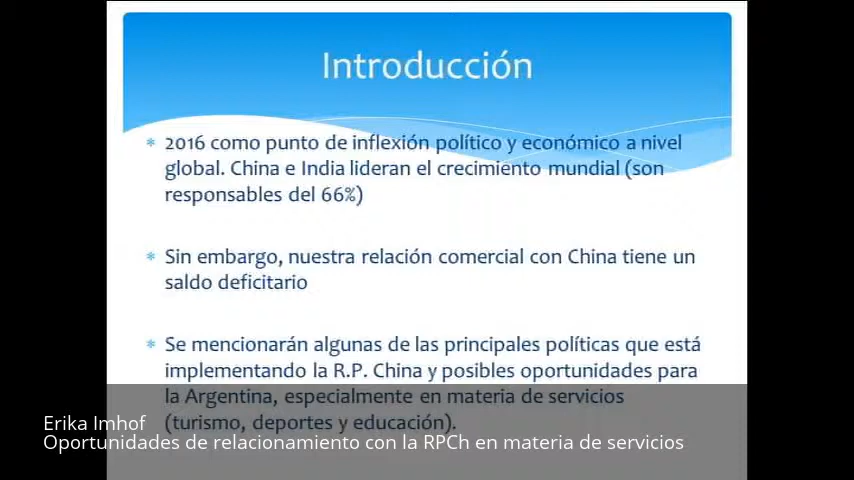 Introducción
* 2016 como punto de inflexión político y económico a nivel
global. China e India lideran el crecimiento mundial (son
responsables del 66%)
* Sin embargo, nuestra relación comercial con China tiene un
saldo deficitario
* Se mencionarán algunas de las principales políticas que está
implementando la R.P. China y posibles oportunidades para
la Argentina, especialmente en materia de servicios
(turismo, deportes y educación).
Erika Imhof
Oportunidades de relacionamiento con la RPCh en materia de servicios